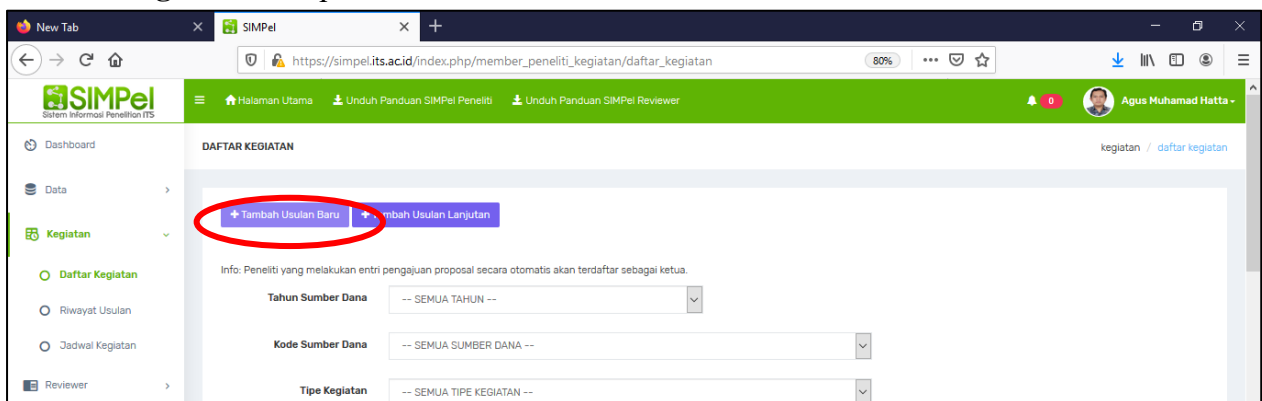 New Tab
SIMPel
https://simpel.its.ac.id/index.php/member_peneliti_kegiatan/daftar_kegiatan
80%
SIMPel
Sistem Informasi Penelitian ITS
Halaman Utama
Unduh Panduan SIMPel Peneliti
Unduh Panduan SIMPel Reviewer
0
Agus Muhamad Hatta
Dashboard
DAFTAR KEGIATAN
kegiatan / daftar kegiatan
Data
+ Tambah Usulan Baru
+ Tambah Usulan Lanjutan
Kegiatan
Info: Peneliti yang melakukan entri pengajuan proposal secara otomatis akan terdaftar sebagai ketua.
Daftar Kegiatan
Tahun Sumber Dana
-- SEMUA TAHUN --
Riwayat Usulan
Jadwal Kegiatan
Kode Sumber Dana
-- SEMUA SUMBER DANA --
Reviewer
Tipe Kegiatan
-- SEMUA TIPE KEGIATAN --